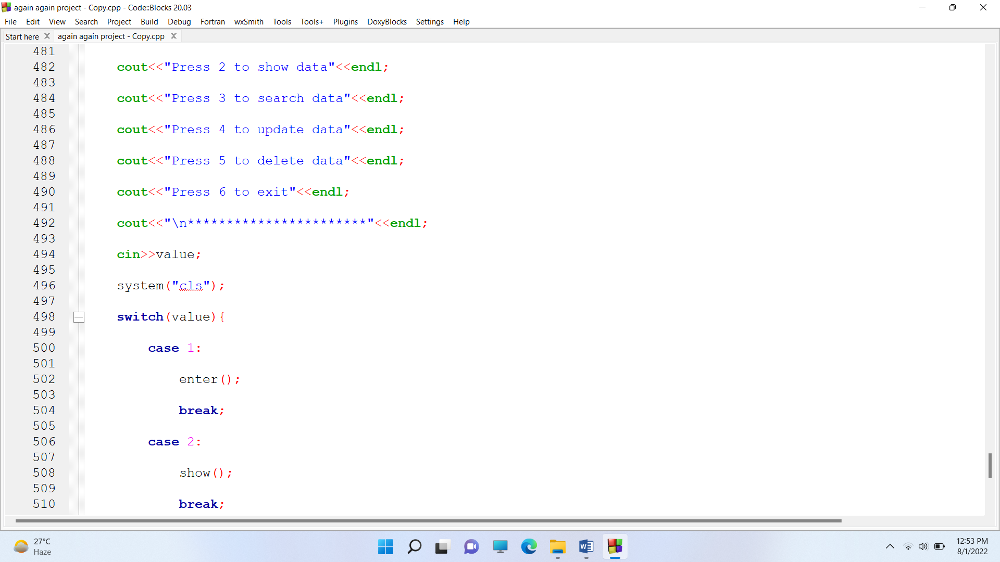 again again project - Copy.cpp - Code::Blocks 20.03
File Edit View Search Project Build Debug Fortran wxSmith Tools Tools+ Plugins DoxyBlocks Settings Help
Start here again again project - Copy.cpp
481
482 cout<<"Press 2 to show data"<<endl;
483
484 cout<<"Press 3 to search data"<<endl;
485
486 cout<<"Press 4 to update data"<<endl;
487
488 cout<<"Press 5 to delete data"<<endl;
489
490 cout<<"Press 6 to exit"<<endl;
491
492 cout<<"\n***********************"<<endl;
493
494 cin>>value;
495
496 system("cls");
497
498 switch(value){
499
500 case 1:
501
502 enter();
503
504 break;
505
506 case 2:
507
508 show();
509
510 break;
27°C
Haze
12:53 PM
8/1/2022